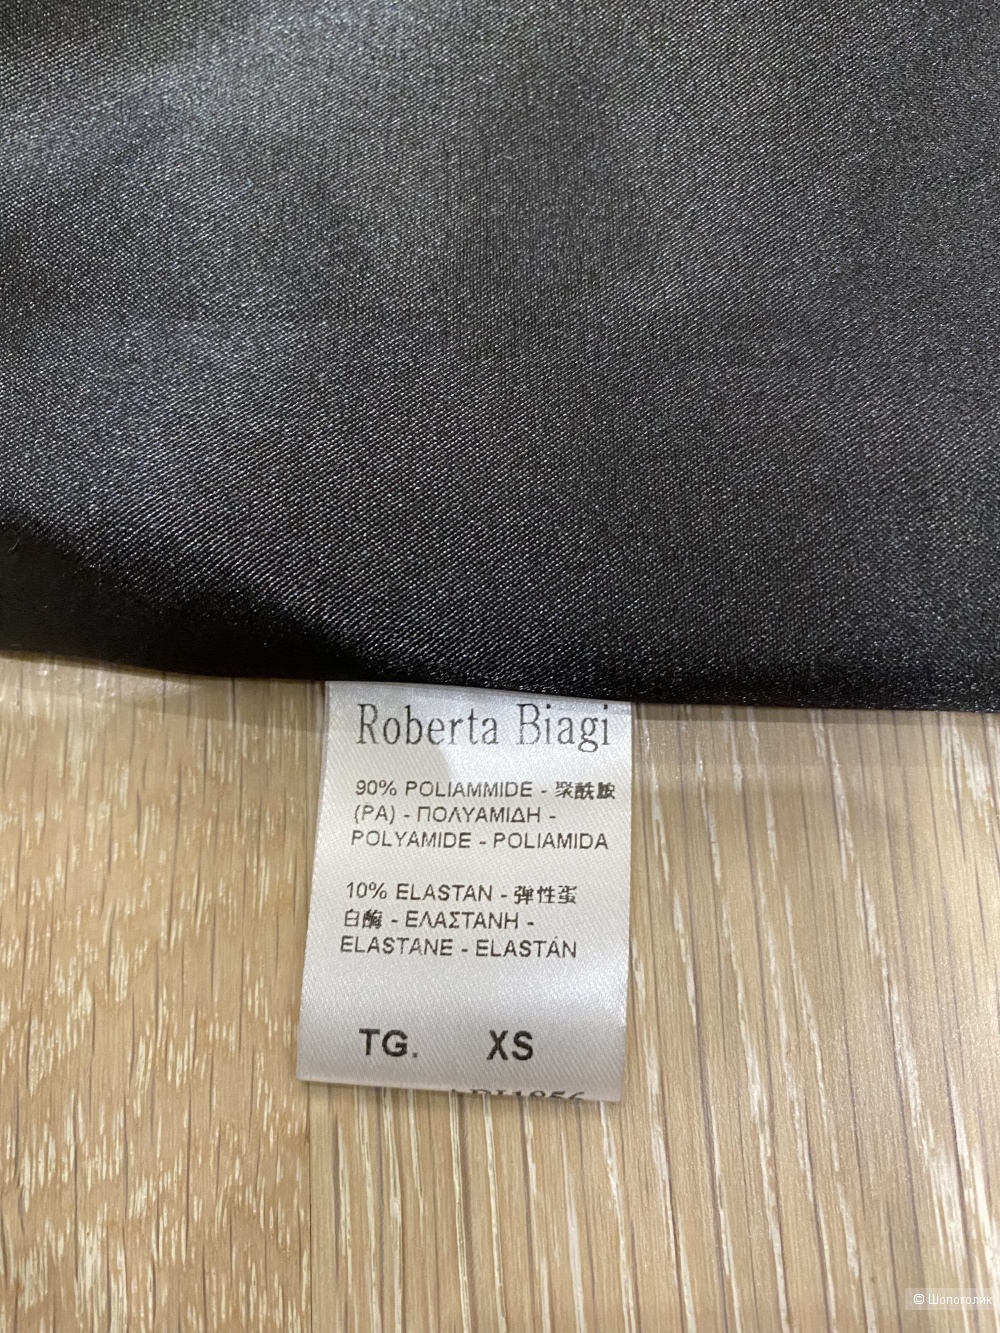 Roberta Biagi
90% POLIAMMIDE - 聚酰胺
(PA) - ΠΟΛΥΑΜΙΔΗ -
POLYAMIDE - POLIAMIDA
10% ELASTAN - 弹性蛋
白酶 - ΕΛΑΣΤΑΝΗ -
ELASTANE - ELASTÁN
TG. XS
© Шопоголик